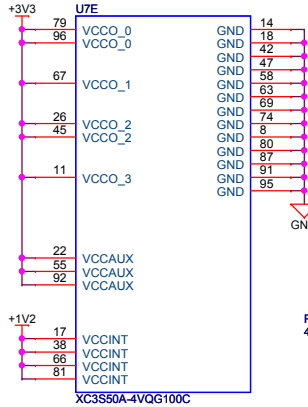 +3V3 U7E
79 VCCO_0 GND 14
96 VCCO_0 GND 18
GND 42
GND 47
67 VCCO_1 GND 58
GND 63
GND 69
26 VCCO_2 GND 74
45 VCCO_2 GND 8
GND 80
GND 87
11 VCCO_3 GND 91
GND 95
GN
22 VCCAUX
55 VCCAUX
92 VCCAUX
+1V2
17 VCCINT
38 VCCINT
66 VCCINT
81 VCCINT
XC3S50A-4VQG100C